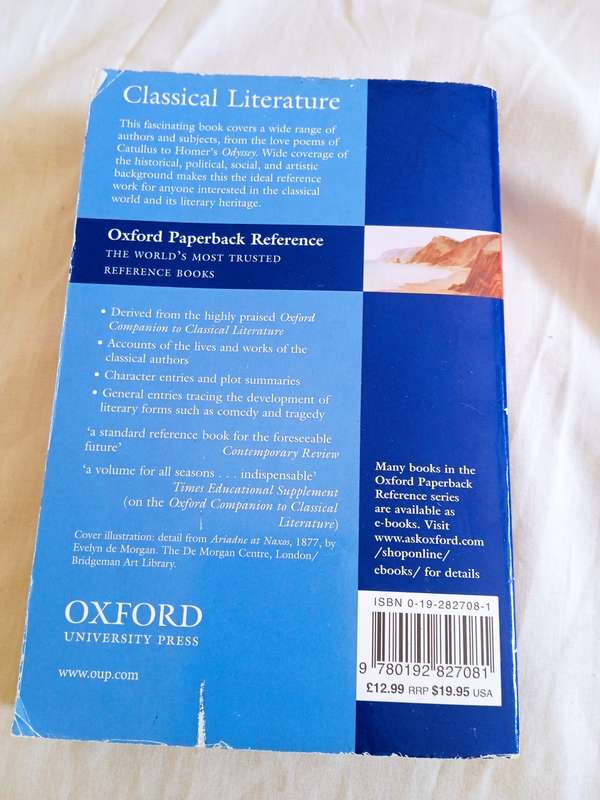 Classical Literature
This fascinating book covers a wide range of
authors and subjects, from the love poems of
Catullus to Homer's Odyssey. Wide coverage of
the historical, political, social, and artistic
background makes this the ideal reference
work for anyone interested in the classical
world and its literary heritage.
Oxford Paperback Reference
THE WORLD'S MOST TRUSTED
REFERENCE BOOKS
• Derived from the highly praised Oxford
Companion to Classical Literature
• Accounts of the lives and works of the
classical authors
• Character entries and plot summaries
• General entries tracing the development of
literary forms such as comedy and tragedy
'a standard reference book for the foreseeable
future' Contemporary Review
'a volume for all seasons . . . indispensable'
Times Educational Supplement
(on the Oxford Companion to Classical
Literature)
Cover illustration: detail from Ariadne at Naxos, 1877, by
Evelyn de Morgan. The De Morgan Centre, London/
Bridgeman Art Library.
OXFORD
UNIVERSITY PRESS
www.oup.com
Many books in the
Oxford Paperback
Reference series
are available as
e-books. Visit
www.askoxford.com
/shoponline/
ebooks/ for details
ISBN 0-19-282708-1
9 780192 827081
£12.99 RRP $19.95 USA